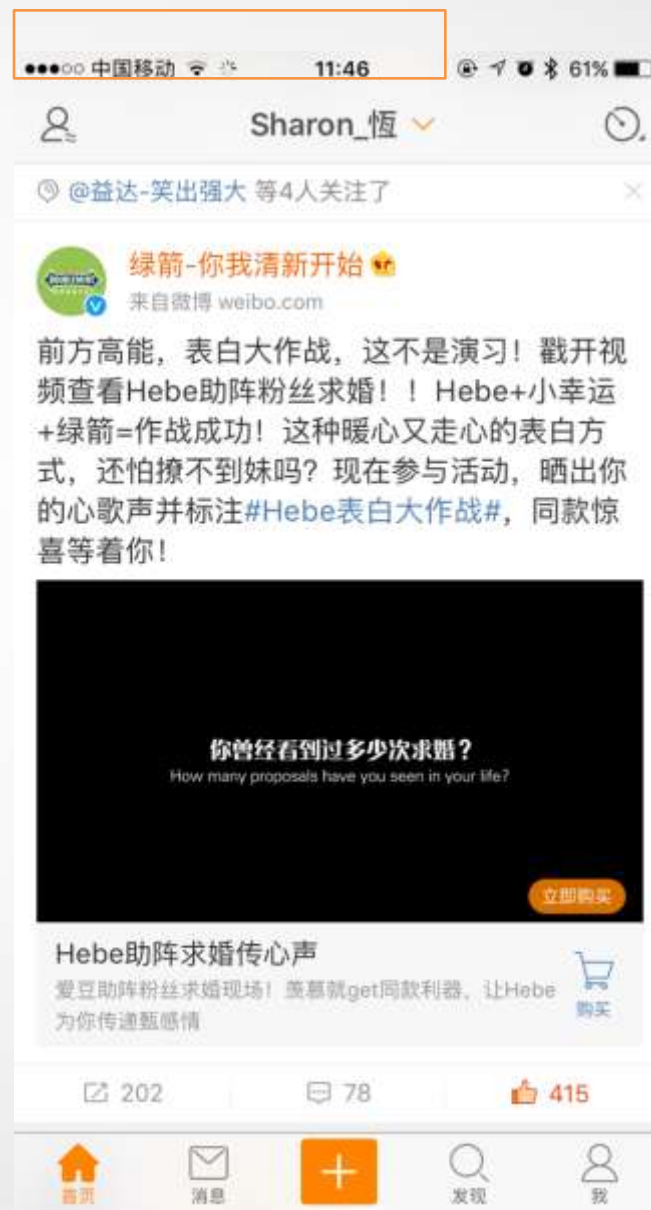 中国移动 11:46 61%
Sharon_恆
@益达-笑出强大 等4人关注了
绿箭-你我清新开始
来自微博 weibo.com
前方高能，表白大作战，这不是演习！戳开视
频查看Hebe助阵粉丝求婚！！Hebe+小幸运
+绿箭=作战成功！这种暖心又走心的表白方
式，还怕撩不到妹吗？现在参与活动，晒出你
的心歌声并标注#Hebe表白大作战#，同款惊
喜等着你！
你曾经看到过多少次求婚？
How many proposals have you seen in your life?
立即购买
Hebe助阵求婚传心声
爱豆助阵粉丝求婚现场！羡慕就get同款利器，让Hebe
为你传递甄感情
购买
202 78 415
首页 消息 发现 我